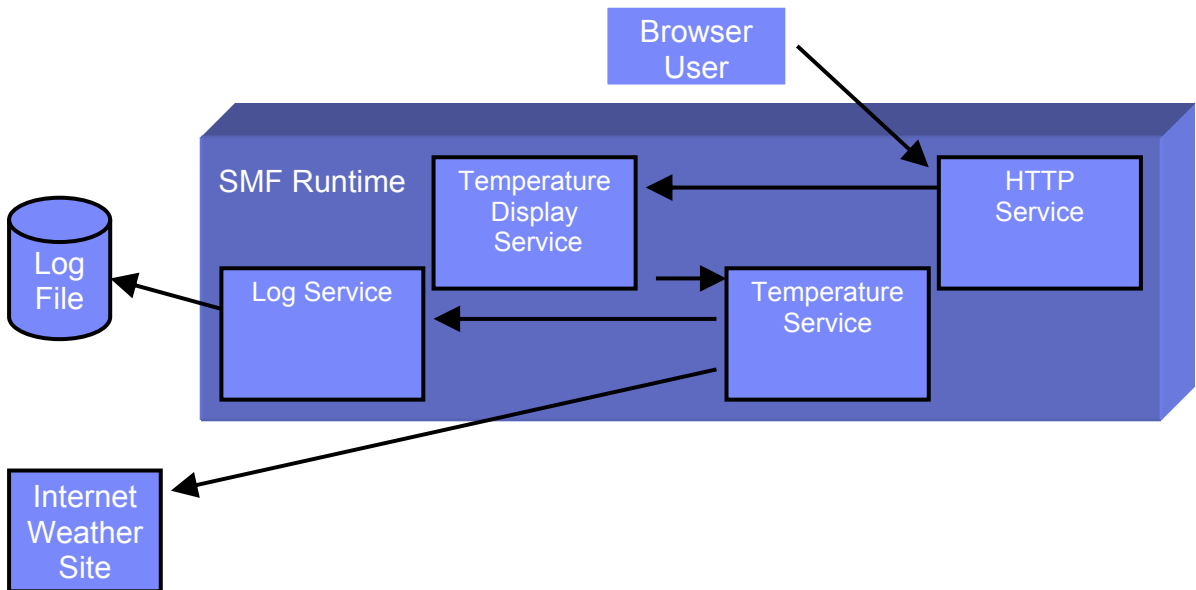 Browser
User
SMF Runtime
Temperature
Display
Service
HTTP
Service
Log
File
Log Service
Temperature
Service
Internet
Weather
Site